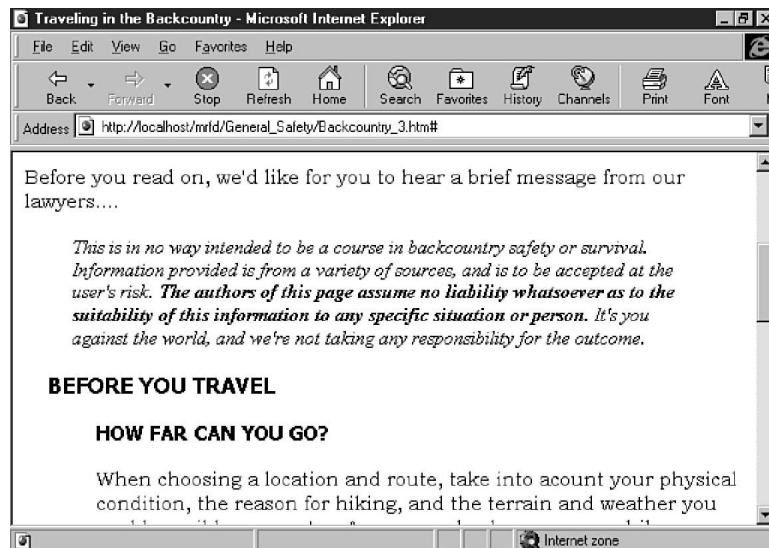 Traveling in the Backcountry - Microsoft Internet Explorer
File Edit View Go Favorites Help
Back Forward Stop Refresh Home Search Favorites History Channels Print Font
Address http://localhost/mrfd/General_Safety/Backcountry_3.htm#
Before you read on, we'd like for you to hear a brief message from our
lawyers....
This is in no way intended to be a course in backcountry safety or survival.
Information provided is from a variety of sources, and is to be accepted at the
user's risk. The authors of this page assume no liability whatsoever as to the
suitability of this information to any specific situation or person. It's you
against the world, and we're not taking any responsibility for the outcome.
BEFORE YOU TRAVEL
HOW FAR CAN YOU GO?
When choosing a location and route, take into acount your physical
condition, the reason for hiking, and the terrain and weather you
Internet zone